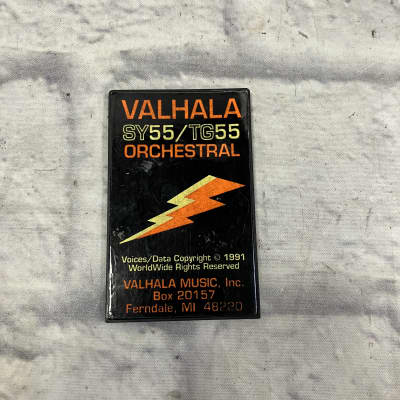 VALHALA
SY55/TG55
ORCHESTRAL
Voices/Data Copyright © 1991
WorldWide Rights Reserved
VALHALA MUSIC, Inc.
Box 20157
Ferndale, MI 48220